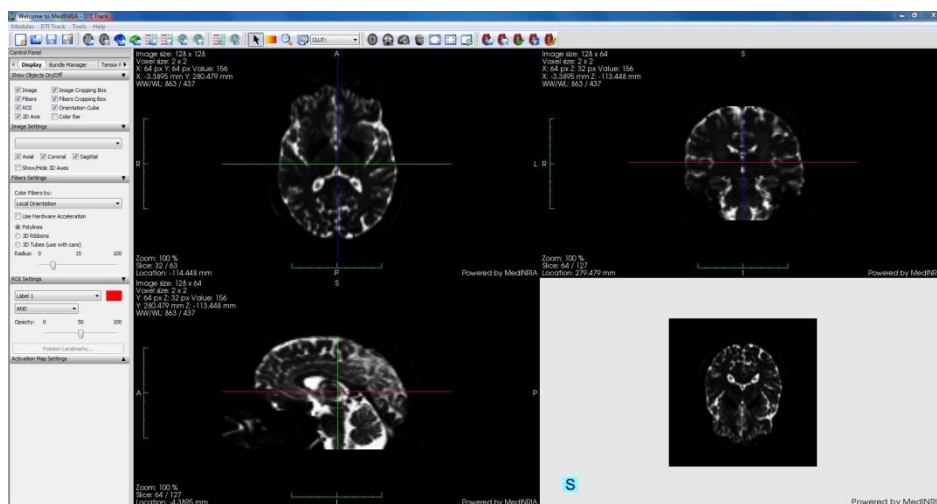 Welcome to MedINRIA - DTI Track
Modules DTI Track Tools Help
CLUT:
Control Panel
Display Bundle Manager Tensor F
Show Objects On/Off
Image Image Cropping Box
Fibers Fibers Cropping Box
ROI Orientation Cube
2D Axis Color Bar
Image Settings
Axial Coronal Sagittal
Show/Hide 3D Axes
Fibers Settings
Color Fibers by:
Local Orientation
Use Hardware Acceleration
Polylines
3D Ribbons
3D Tubes (use with care)
Radius: 0 15 100
ROI Settings
Label 1
AND
Opacity: 0 50 100
Position Landmarks...
Activation Map Settings
Image size: 128 x 128
Voxel size: 2 x 2
X: 64 px Y: 64 px Value: 156
X: -3.3895 mm Y: 280.479 mm
WW/WL: 863 / 437
A
R
L
P
Zoom: 100 %
Slice: 32 / 63
Location: -114.448 mm
Powered by MedINRIA
Image size: 128 x 64
Voxel size: 2 x 2
X: 64 px Z: 32 px Value: 156
X: -3.3895 mm Z: -113.448 mm
WW/WL: 863 / 437
S
R
I
Zoom: 100 %
Slice: 64 / 127
Location: 279.479 mm
Powered by MedINRI
Image size: 128 x 64
Voxel size: 2 x 2
Y: 64 px Z: 32 px Value: 156
Y: 280.479 mm Z: -113.448 mm
WW/WL: 863 / 437
S
A
P
I
Zoom: 100 %
Slice: 64 / 127
Location: -4.3895 mm
Powered by MedINRIA
S
Powered by MedINRI